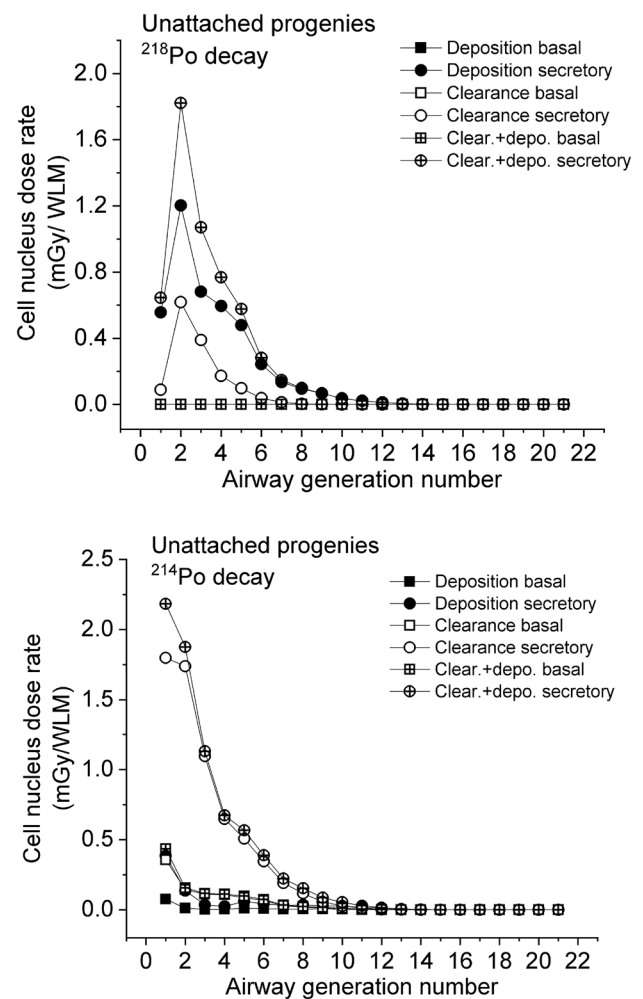 Unattached progenies
²¹⁸Po decay
Deposition basal
Deposition secretory
Clearance basal
Clearance secretory
Clear.+depo. basal
Clear.+depo. secretory
Cell nucleus dose rate
(mGy/ WLM)
2.0
1.6
1.2
0.8
0.4
0.0
0 2 4 6 8 10 12 14 16 18 20 22
Airway generation number
Unattached progenies
²¹⁴Po decay
Deposition basal
Deposition secretory
Clearance basal
Clearance secretory
Clear.+depo. basal
Clear.+depo. secretory
Cell nucleus dose rate
(mGy/WLM)
2.5
2.0
1.5
1.0
0.5
0.0
0 2 4 6 8 10 12 14 16 18 20 22
Airway generation number